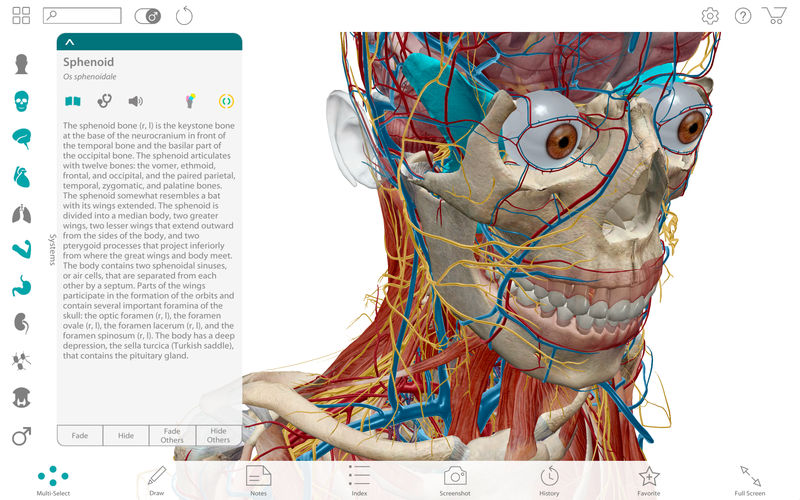 Sphenoid
Os sphenoidale
The sphenoid bone (r, l) is the keystone bone
at the base of the neurocranium in front of
the temporal bone and the basilar part of
the occipital bone. The sphenoid articulates
with twelve bones: the vomer, ethmoid,
frontal, and occipital, and the paired parietal,
temporal, zygomatic, and palatine bones.
The sphenoid somewhat resembles a bat
with its wings extended. The sphenoid is
divided into a median body, two greater
wings, two lesser wings that extend outward
from the sides of the body, and two
pterygoid processes that project inferiorly
from where the great wings and body meet.
The body contains two sphenoidal sinuses,
or air cells, that are separated from each
other by a septum. Parts of the wings
participate in the formation of the orbits and
contain several important foramina of the
skull: the optic foramen (r, l), the foramen
ovale (r, l), the foramen lacerum (r, l), and the
foramen spinosum (r, l). The body has a deep
depression, the sella turcica (Turkish saddle),
that contains the pituitary gland.
Systems
Fade
Hide
Fade
Others
Hide
Others
Multi-Select
Draw
Notes
Index
Screenshot
History
Favorite
Full Screen